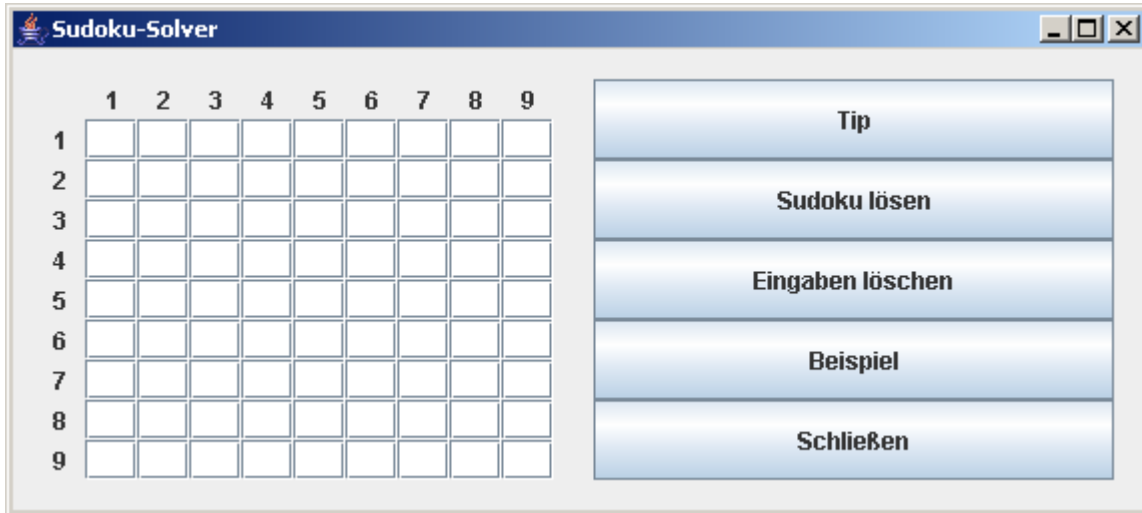 Sudoku-Solver
1 2 3 4 5 6 7 8 9
1
2
3
4
5
6
7
8
9
Tip
Sudoku lösen
Eingaben löschen
Beispiel
Schließen